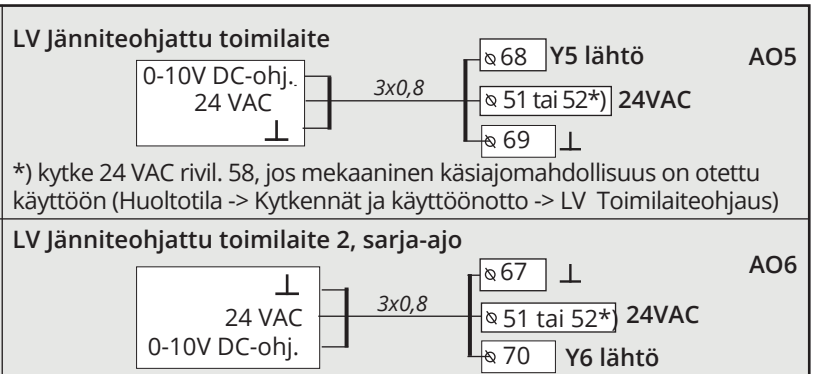 LV Jänniteohjattu toimilaite
0-10V DC-ohj.
24 VAC
3x0,8
68 Y5 lähtö AO5
51 tai 52*) 24VAC
69
*) kytke 24 VAC rivil. 58, jos mekaaninen käsiajomahdollisuus on otettu
käyttöön (Huoltotila -> Kytkennät ja käyttöönotto -> LV Toimilaiteohjaus)
LV Jänniteohjattu toimilaite 2, sarja-ajo
24 VAC
0-10V DC-ohj.
3x0,8
67 AO6
51 tai 52*) 24VAC
70 Y6 lähtö